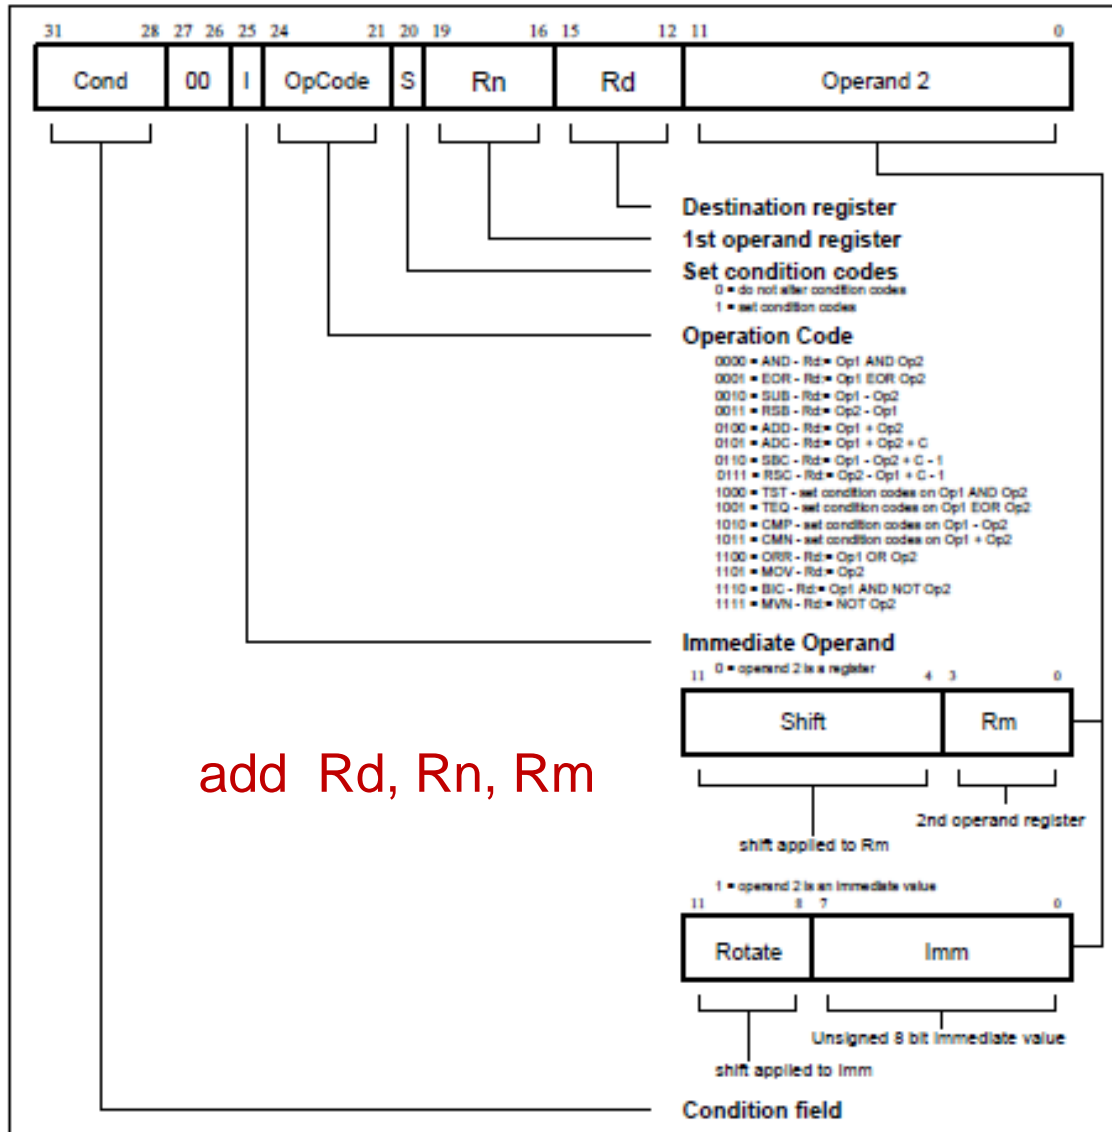 31 28 27 26 25 24 21 20 19 16 15 12 11 0
Cond 00 I OpCode S Rn Rd Operand 2
Destination register
1st operand register
Set condition codes
0 = do not alter condition codes
1 = set condition codes
Operation Code
0000 = AND - Rd:= Op1 AND Op2
0001 = EOR - Rd:= Op1 EOR Op2
0010 = SUB - Rd:= Op1 - Op2
0011 = RSB - Rd:= Op2 - Op1
0100 = ADD - Rd:= Op1 + Op2
0101 = ADC - Rd:= Op1 + Op2 + C
0110 = SBC - Rd:= Op1 - Op2 + C - 1
0111 = RSC - Rd:= Op2 - Op1 + C - 1
1000 = TST - set condition codes on Op1 AND Op2
1001 = TEQ - set condition codes on Op1 EOR Op2
1010 = CMP - set condition codes on Op1 - Op2
1011 = CMN - set condition codes on Op1 + Op2
1100 = ORR - Rd:= Op1 OR Op2
1101 = MOV - Rd:= Op2
1110 = BIC - Rd:= Op1 AND NOT Op2
1111 = MVN - Rd:= NOT Op2
Immediate Operand
0 = operand 2 is a register
11 4 3 0
Shift Rm
add Rd, Rn, Rm
2nd operand register
shift applied to Rm
1 = operand 2 is an immediate value
11 8 7 0
Rotate Imm
Unsigned 8 bit immediate value
shift applied to Imm
Condition field